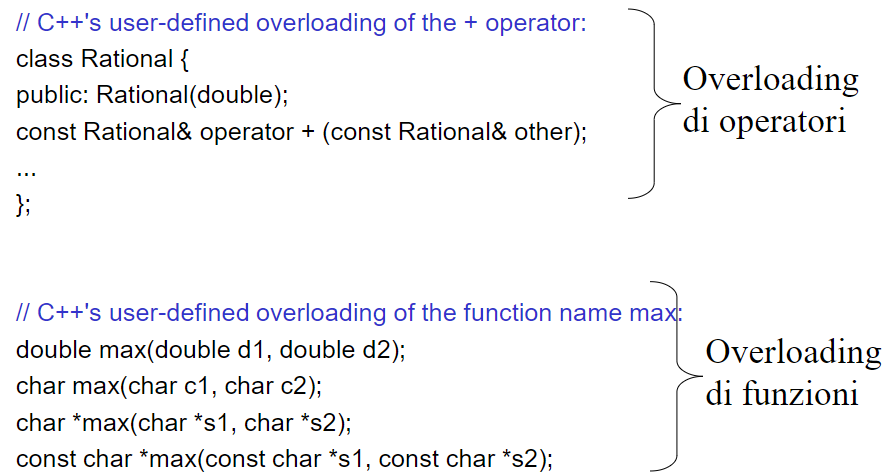 // C++'s user-defined overloading of the + operator:
class Rational {
public: Rational(double);
const Rational& operator + (const Rational& other);
...
};
Overloading
di operatori
// C++'s user-defined overloading of the function name max:
double max(double d1, double d2);
char max(char c1, char c2);
char *max(char *s1, char *s2);
const char *max(const char *s1, const char *s2);
Overloading
di funzioni